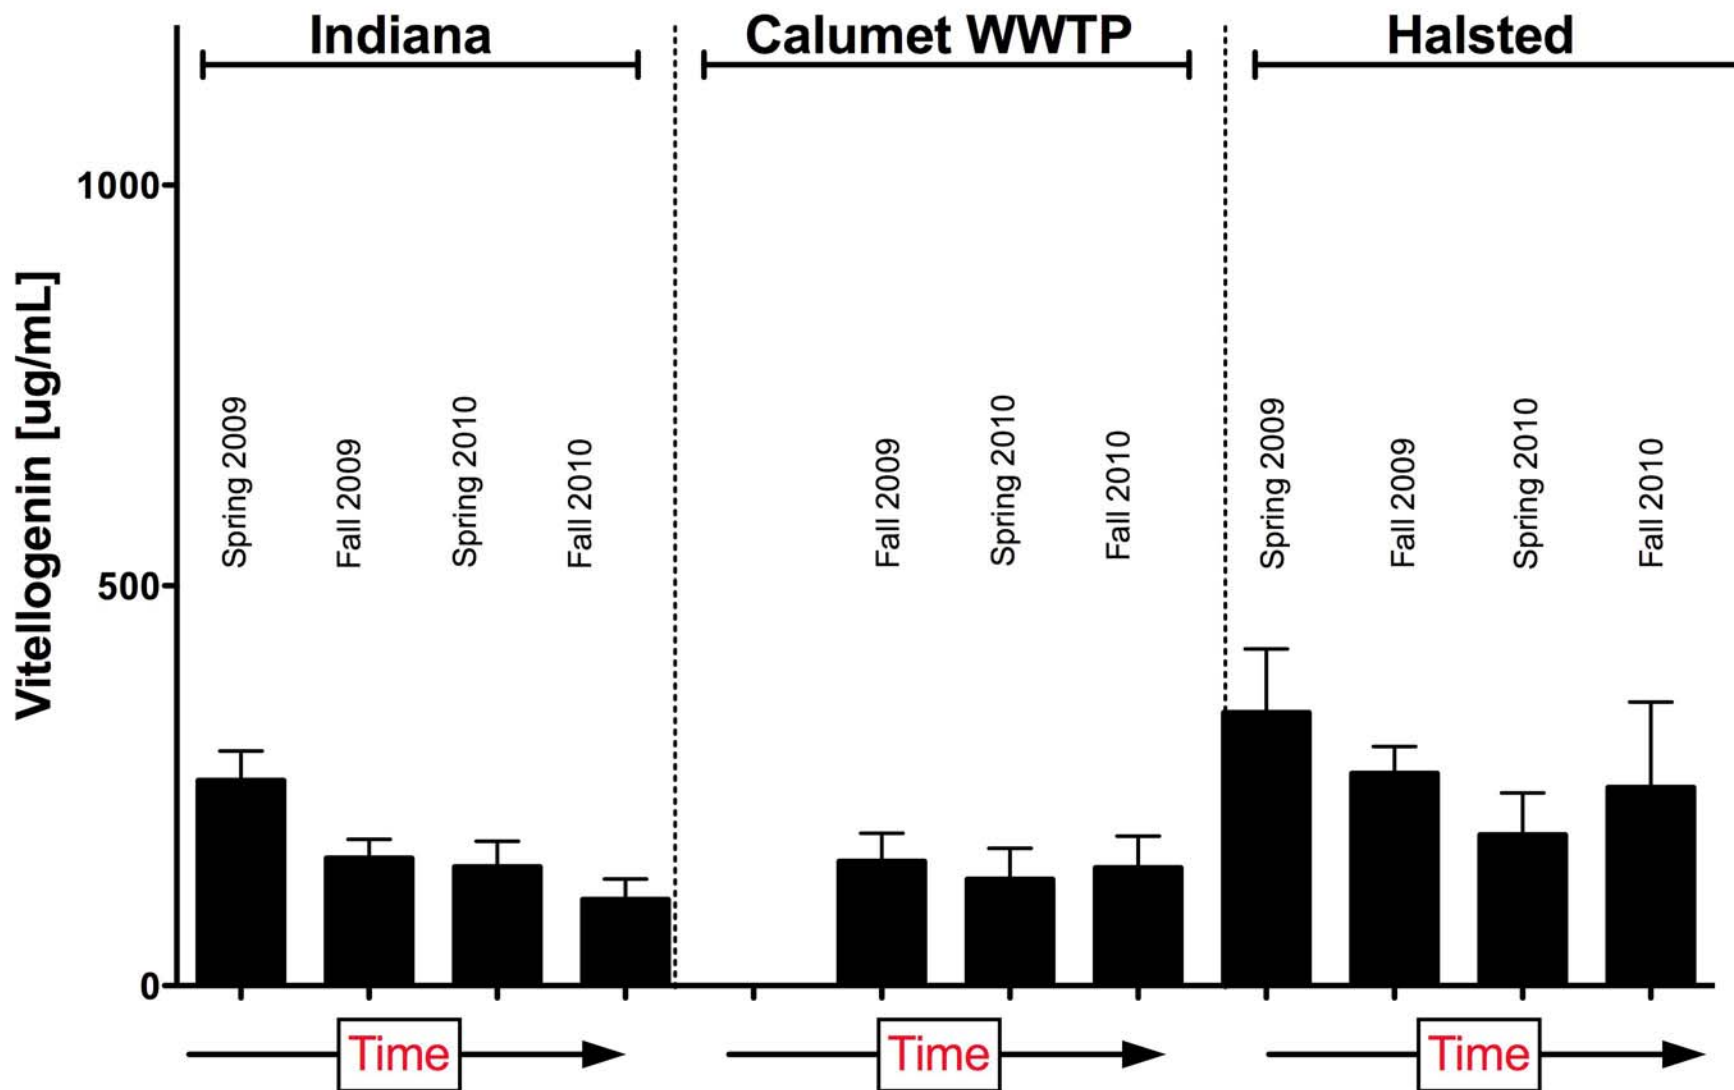 Indiana
Calumet WWTP
Halsted
Vitellogenin [ug/mL]
1000
500
0
Spring 2009
Fall 2009
Spring 2010
Fall 2010
Fall 2009
Spring 2010
Fall 2010
Spring 2009
Fall 2009
Spring 2010
Fall 2010
Time
Time
Time